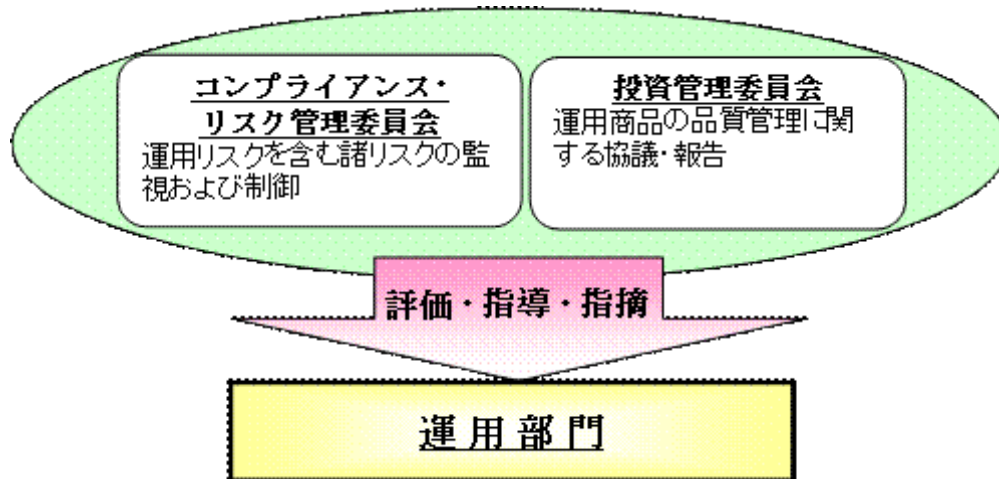 コンプライアンス・
リスク管理委員会
運用リスクを含む諸リスクの監
視および制御
投資管理委員会
運用商品の品質管理に関
する協議・報告
評価・指導・指摘
運用部門